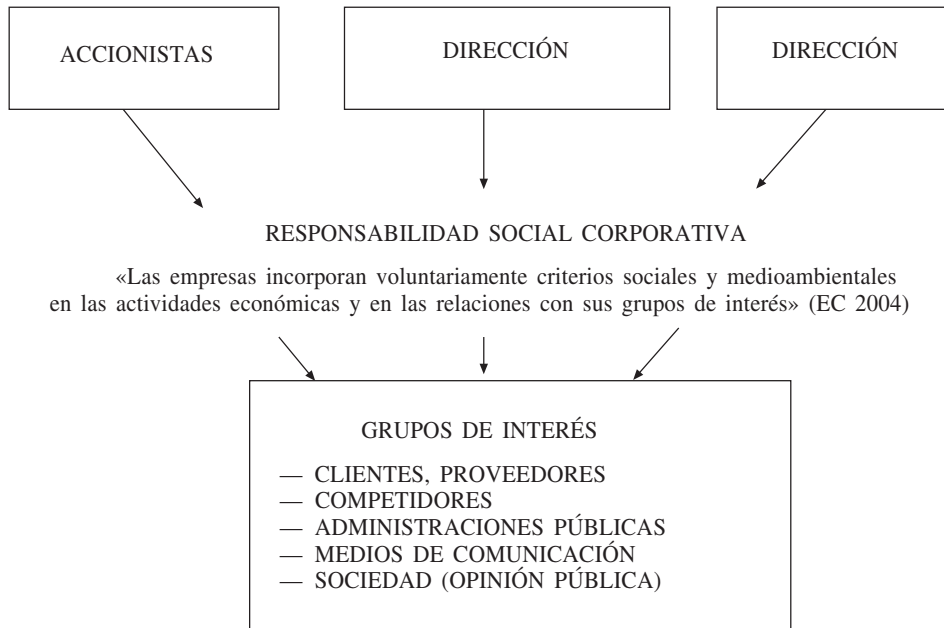 ACCIONISTAS
DIRECCIÓN
DIRECCIÓN
RESPONSABILIDAD SOCIAL CORPORATIVA
«Las empresas incorporan voluntariamente criterios sociales y medioambientales
en las actividades económicas y en las relaciones con sus grupos de interés» (EC 2004)
GRUPOS DE INTERÉS
— CLIENTES, PROVEEDORES
— COMPETIDORES
— ADMINISTRACIONES PÚBLICAS
— MEDIOS DE COMUNICACIÓN
— SOCIEDAD (OPINIÓN PÚBLICA)